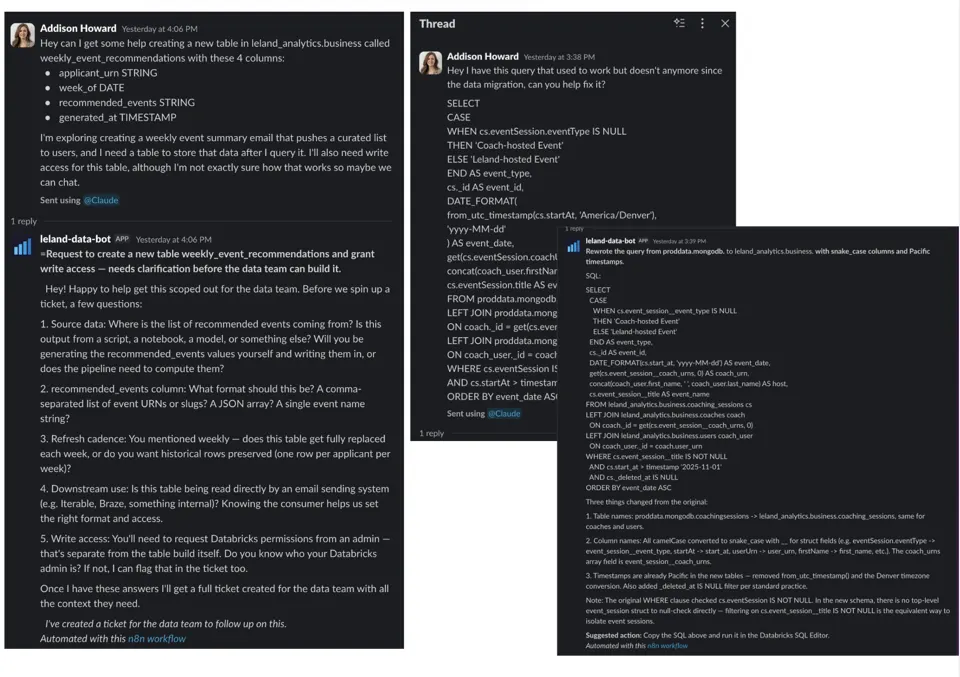 Addison Howard Yesterday at 4:06 PM
Hey can I get some help creating a new table in leland_analytics.business called
weekly_event_recommendations with these 4 columns:
• applicant_urn STRING
• week_of DATE
• recommended_events STRING
• generated_at TIMESTAMP
I'm exploring creating a weekly event summary email that pushes a curated list
to users, and I need a table to store that data after I query it. I'll also need write
access for this table, although I'm not exactly sure how that works so maybe we
can chat.
Sent using @Claude
1 reply
leland-data-bot APP Yesterday at 4:06 PM
=Request to create a new table weekly_event_recommendations and grant
write access — needs clarification before the data team can build it.
Hey! Happy to help get this scoped out for the data team. Before we spin up a
ticket, a few questions:
1. Source data: Where is the list of recommended events coming from? Is this
output from a script, a notebook, a model, or something else? Will you be
generating the recommended_events values yourself and writing them in, or
does the pipeline need to compute them?
2. recommended_events column: What format should this be? A comma-
separated list of event URNs or slugs? A JSON array? A single event name
string?
3. Refresh cadence: You mentioned weekly — does this table get fully replaced
each week, or do you want historical rows preserved (one row per applicant per
week)?
4. Downstream use: Is this table being read directly by an email sending system
(e.g. Iterable, Braze, something internal)? Knowing the consumer helps us set
the right format and access.
5. Write access: You'll need to request Databricks permissions from an admin —
that's separate from the table build itself. Do you know who your Databricks
admin is? If not, I can flag that in the ticket too.
Once I have these answers I'll get a full ticket created for the data team with all
the context they need.
I've created a ticket for the data team to follow up on this.
Automated with this n8n workflow
Thread
Addison Howard Yesterday at 3:38 PM
Hey I have this query that used to work but doesn't anymore since
the data migration, can you help fix it?
SELECT
CASE
WHEN cs.eventSession.eventType IS NULL
THEN 'Coach-hosted Event'
ELSE 'Leland-hosted Event'
END AS event_type,
cs._id AS event_id,
DATE_FORMAT(
from_utc_timestamp(cs.startAt, 'America/Denver'),
'yyyy-MM-dd'
) AS event_date,
get(cs.eventSession.coachU
concat(coach_user.firstNar
cs.eventSession.title AS ev
FROM proddata.mongodb
LEFT JOIN proddata.mong
ON coach._id = get(cs.ever
LEFT JOIN proddata.mong
ON coach_user._id = coach
WHERE cs.eventSession IS
AND cs.startAt > timestam
ORDER BY event_date ASC
Sent using @Claude
1 reply
1 reply
leland-data-bot APP Yesterday at 3:39 PM
Rewrote the query from proddata.mongodb. to leland_analytics.business. with snake_case columns and Pacific
timestamps.
SQL:
SELECT
CASE
WHEN cs.event_session__event_type IS NULL
THEN 'Coach-hosted Event'
ELSE 'Leland-hosted Event'
END AS event_type,
cs._id AS event_id,
DATE_FORMAT(cs.start_at, 'yyyy-MM-dd') AS event_date,
get(cs.event_session__coach_urns, 0) AS coach_urn,
concat(coach_user.first_name, ' ', coach_user.last_name) AS host,
cs.event_session__title AS event_name
FROM leland_analytics.business.coaching_sessions cs
LEFT JOIN leland_analytics.business.coaches coach
ON coach._id = get(cs.event_session__coach_urns, 0)
LEFT JOIN leland_analytics.business.users coach_user
ON coach_user._id = coach.user_urn
WHERE cs.event_session__title IS NOT NULL
AND cs.start_at > timestamp '2025-11-01'
AND cs._deleted_at IS NULL
ORDER BY event_date ASC
Three things changed from the original:
1. Table names: proddata.mongodb.coachingsessions -> leland_analytics.business.coaching_sessions, same for
coaches and users.
2. Column names: All camelCase converted to snake_case with __ for struct fields (e.g. eventSession.eventType ->
event_session__event_type, startAt -> start_at, userUrn -> user_urn, firstName -> first_name, etc.). The coach_urns
array field is event_session__coach_urns.
3. Timestamps are already Pacific in the new tables — removed from_utc_timestamp() and the Denver timezone
conversion. Also added _deleted_at IS NULL filter per standard practice.
Note: The original WHERE clause checked cs.eventSession IS NOT NULL. In the new schema, there is no top-level
event_session struct to null-check directly — filtering on cs.event_session__title IS NOT NULL is the equivalent way to
isolate event sessions.
Suggested action: Copy the SQL above and run it in the Databricks SQL Editor.
Automated with this n8n workflow